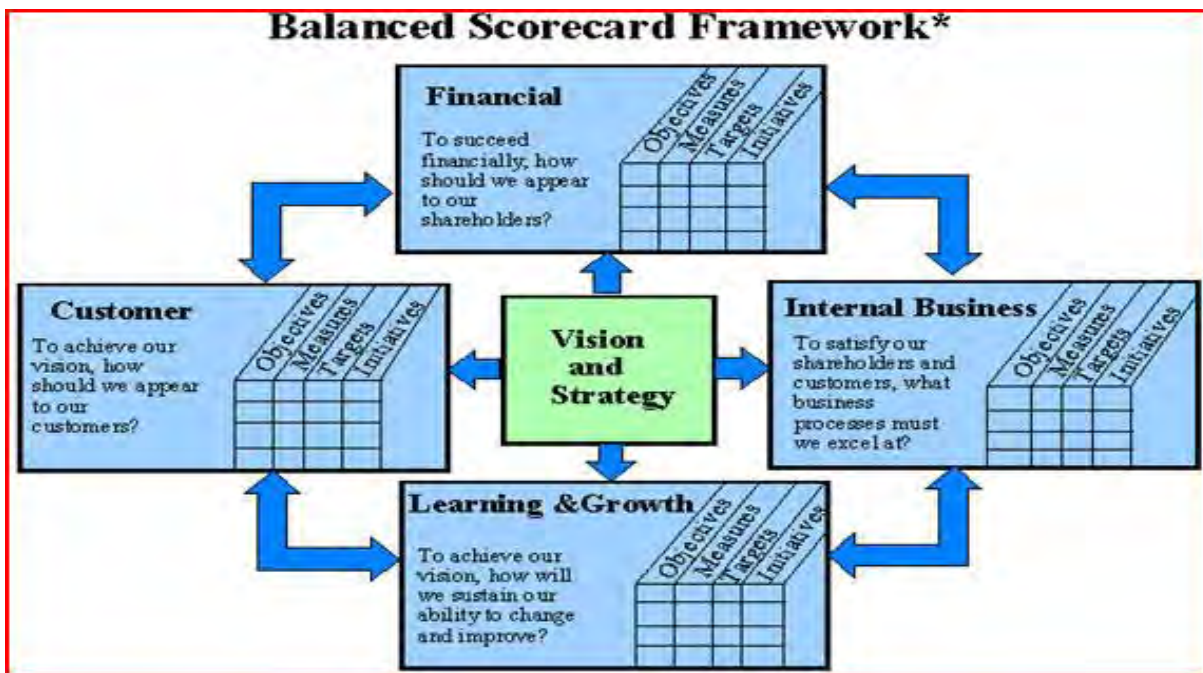 Balanced Scorecard Framework*
Financial
To succeed
financially, how
should we appear
to our
shareholders?
Objectives
Measures
Targets
Initiatives
Customer
To achieve our
vision, how
should we appear
to our
customers?
Objectives
Measures
Targets
Initiatives
Vision
and
Strategy
Internal Business
To satisfy our
shareholders and
customers, what
business
processes must
we excel at?
Objectives
Measures
Targets
Initiatives
Learning &Growth
To achieve our
vision, how will
we sustain our
ability to change
and improve?
Objectives
Measures
Targets
Initiatives